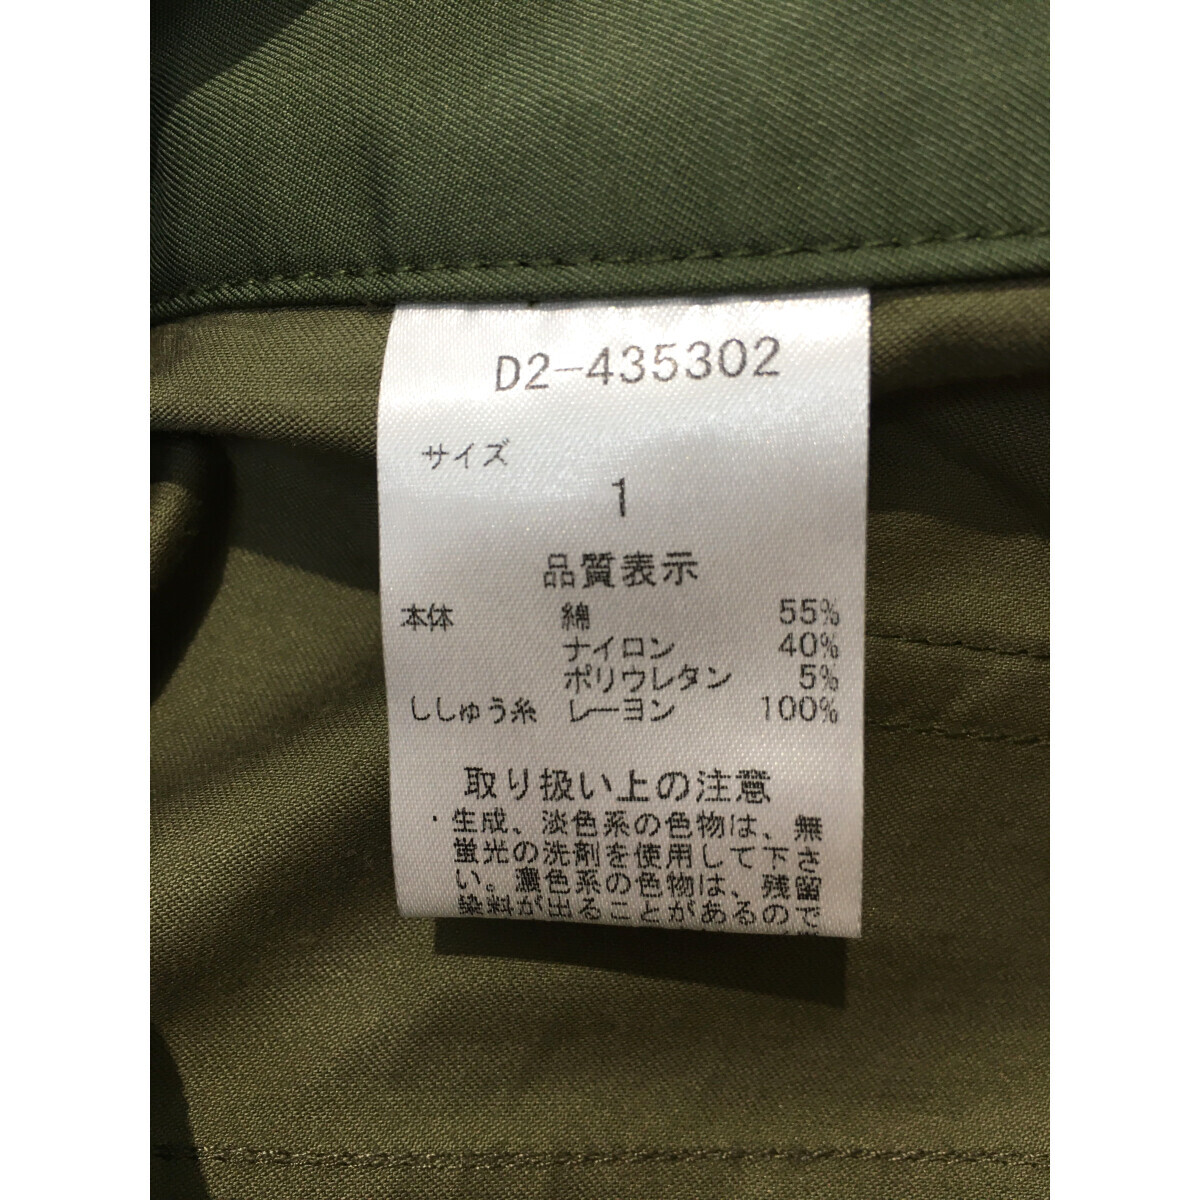 D2-435302
サイズ
1
品質表示
本体 綿 55%
ナイロン 40%
ポリウレタン 5%
ししゅう糸 レーヨン 100%
取り扱い上の注意
・生成、淡色系の色物は、無
蛍光の洗剤を使用して下さ
い。濃色系の色物は、残留
染料が出ることがあるので